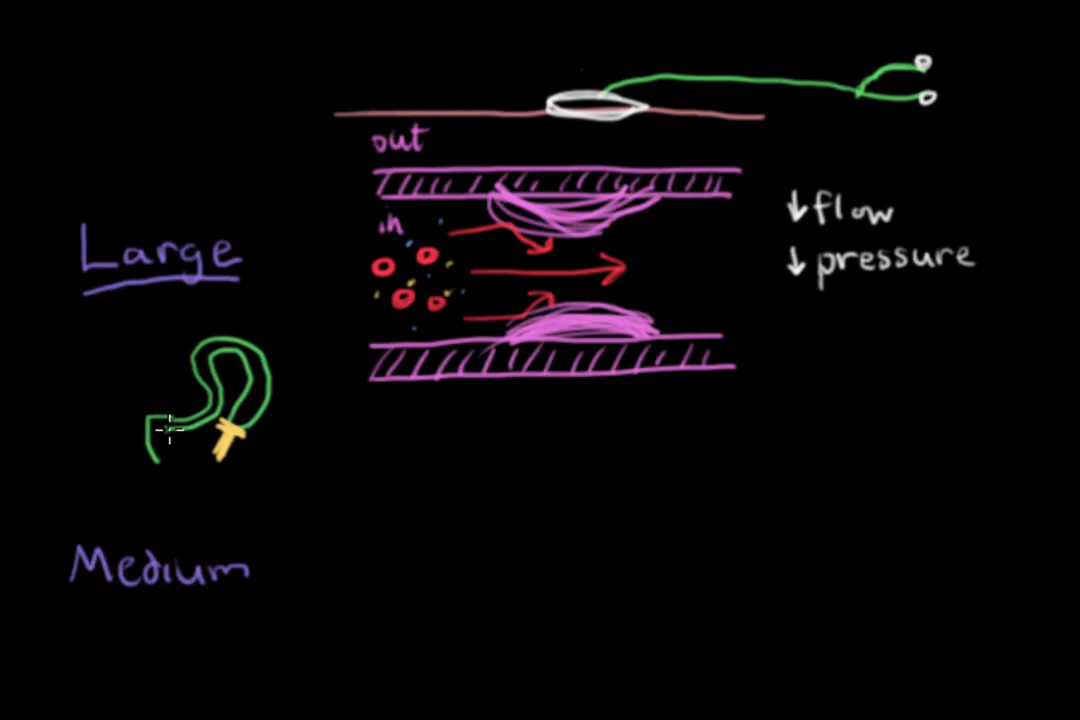 out
in
Large
↓ flow
↓ pressure
Medium